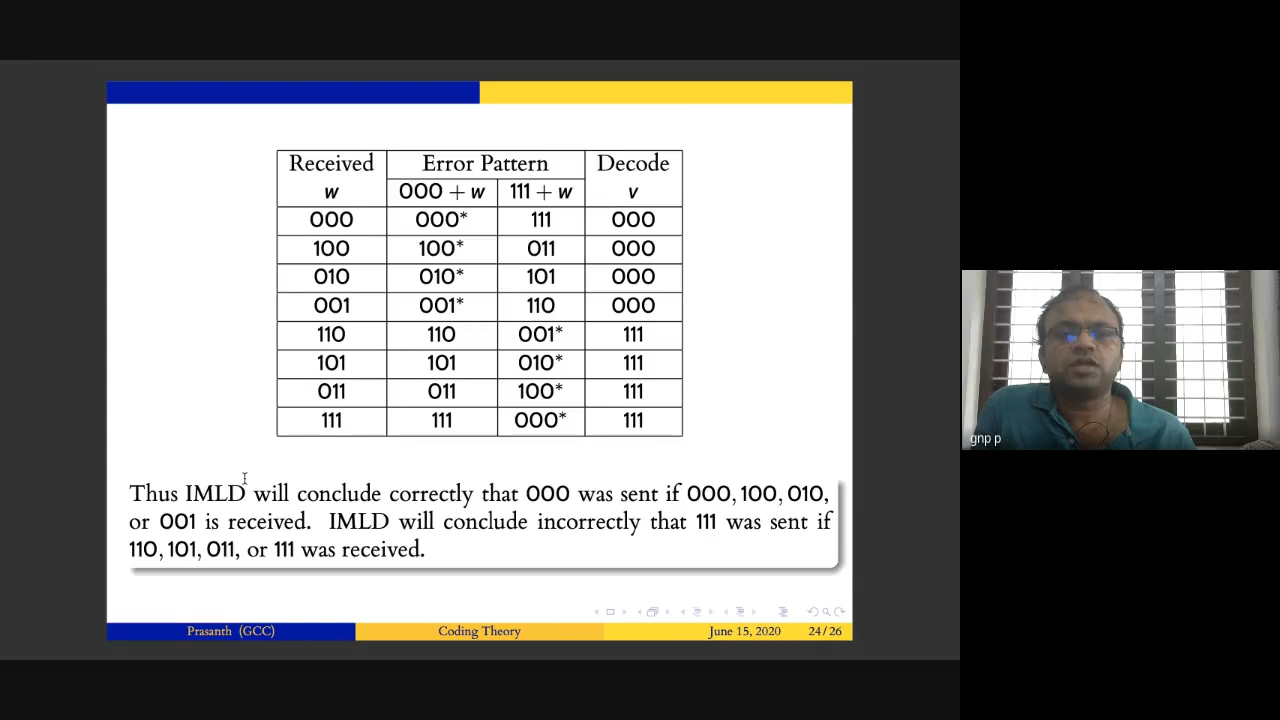 Received Error Pattern Decode
w 000 + w 111 + w v
000 000* 111 000
100 100* 011 000
010 010* 101 000
001 001* 110 000
110 110 001* 111
101 101 010* 111
011 011 100* 111
111 111 000* 111
Thus IMLD will conclude correctly that 000 was sent if 000, 100, 010,
or 001 is received. IMLD will conclude incorrectly that 111 was sent if
110, 101, 011, or 111 was received.
Prasanth (GCC) Coding Theory June 15, 2020 24/26
gnp p